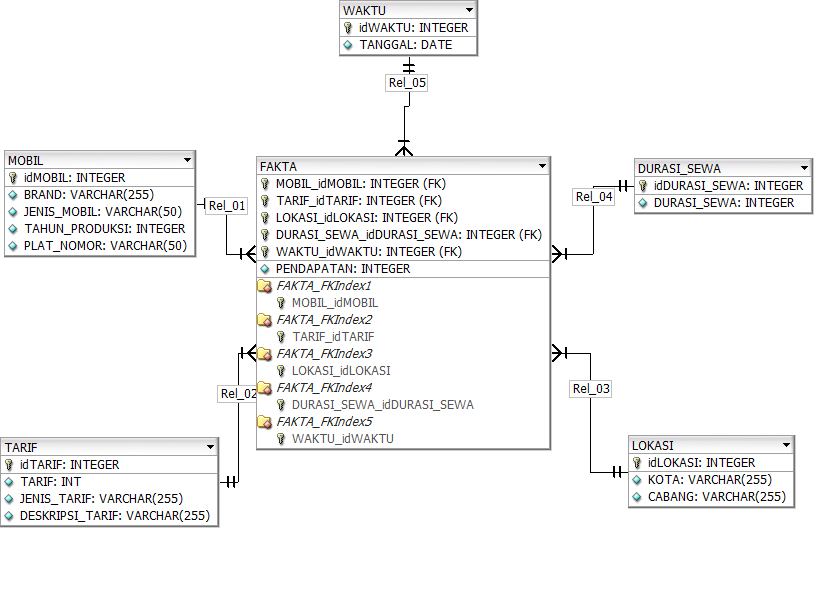 WAKTU
idWAKTU: INTEGER
TANGGAL: DATE
Rel_05
MOBIL
idMOBIL: INTEGER
BRAND: VARCHAR(255)
JENIS_MOBIL: VARCHAR(50)
TAHUN_PRODUKSI: INTEGER
PLAT_NOMOR: VARCHAR(50)
Rel_01
FAKTA
MOBIL_idMOBIL: INTEGER (FK)
TARIF_idTARIF: INTEGER (FK)
LOKASI_idLOKASI: INTEGER (FK)
DURASI_SEWA_idDURASI_SEWA: INTEGER (FK)
WAKTU_idWAKTU: INTEGER (FK)
PENDAPATAN: INTEGER
FAKTA_FKIndex1
MOBIL_idMOBIL
FAKTA_FKIndex2
TARIF_idTARIF
FAKTA_FKIndex3
LOKASI_idLOKASI
FAKTA_FKIndex4
DURASI_SEWA_idDURASI_SEWA
FAKTA_FKIndex5
WAKTU_idWAKTU
Rel_04
DURASI_SEWA
idDURASI_SEWA: INTEGER
DURASI_SEWA: INTEGER
Rel_02
TARIF
idTARIF: INTEGER
TARIF: INT
JENIS_TARIF: VARCHAR(255)
DESKRIPSI_TARIF: VARCHAR(255)
Rel_03
LOKASI
idLOKASI: INTEGER
KOTA: VARCHAR(255)
CABANG: VARCHAR(255)